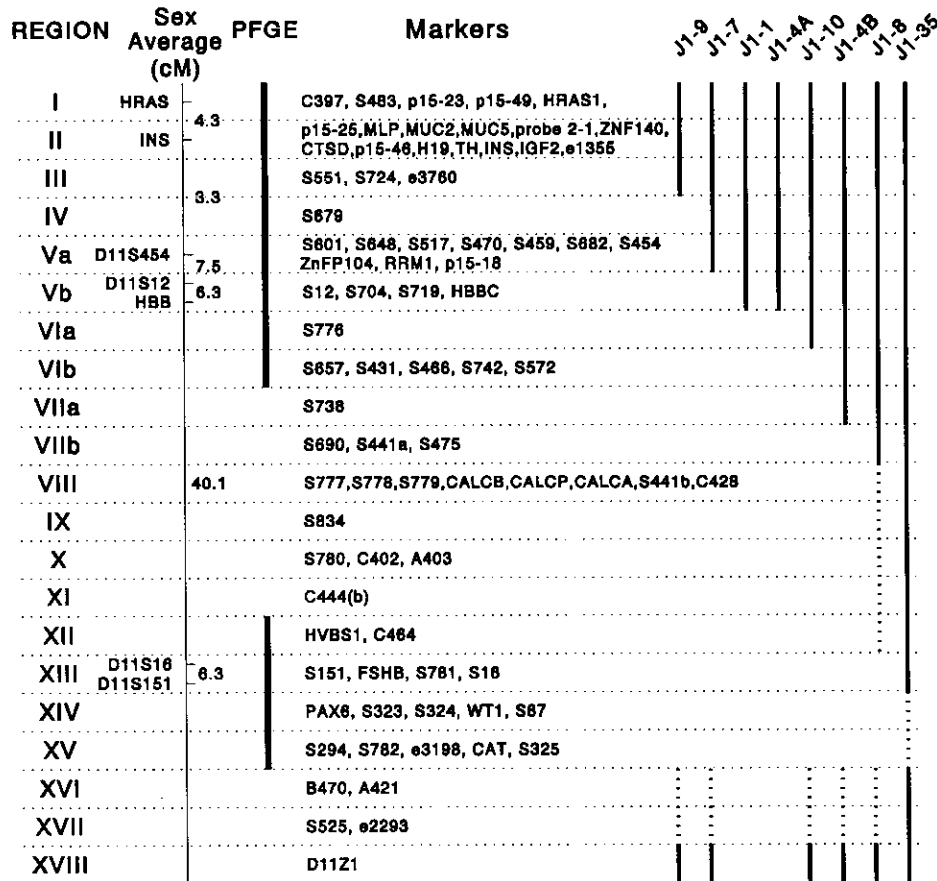 REGION Sex Average (cM) PFGE Markers J1-9 J1-7 J1-1 J1-4A J1-10 J1-4B J1-8 J1-35
I HRAS C397, S483, p15-23, p15-49, HRAS1,
4.3
II INS p15-25,MLP,MUC2,MUC5,probe 2-1,ZNF140,
CTSD,p15-46,H19,TH,INS,IGF2,e1355
III S551, S724, e3760
3.3
IV S679
Va D11S454 S601, S648, S517, S470, S459, S682, S454
7.5 ZnFP104, RRM1, p15-18
Vb D11S12 HBB 6.3 S12, S704, S719, HBBC
VIa S776
VIb S657, S431, S466, S742, S572
VIIa S738
VIIb S690, S441a, S475
VIII 40.1 S777,S778,S779,CALCB,CALCP,CALCA,S441b,C428
IX S834
X S780, C402, A403
XI C444(b)
XII HVBS1, C464
XIII D11S16 D11S151 6.3 S151, FSHB, S781, S16
XIV PAX6, S323, S324, WT1, S87
XV S294, S782, e3198, CAT, S325
XVI B470, A421
XVII S525, e2293
XVIII D11Z1